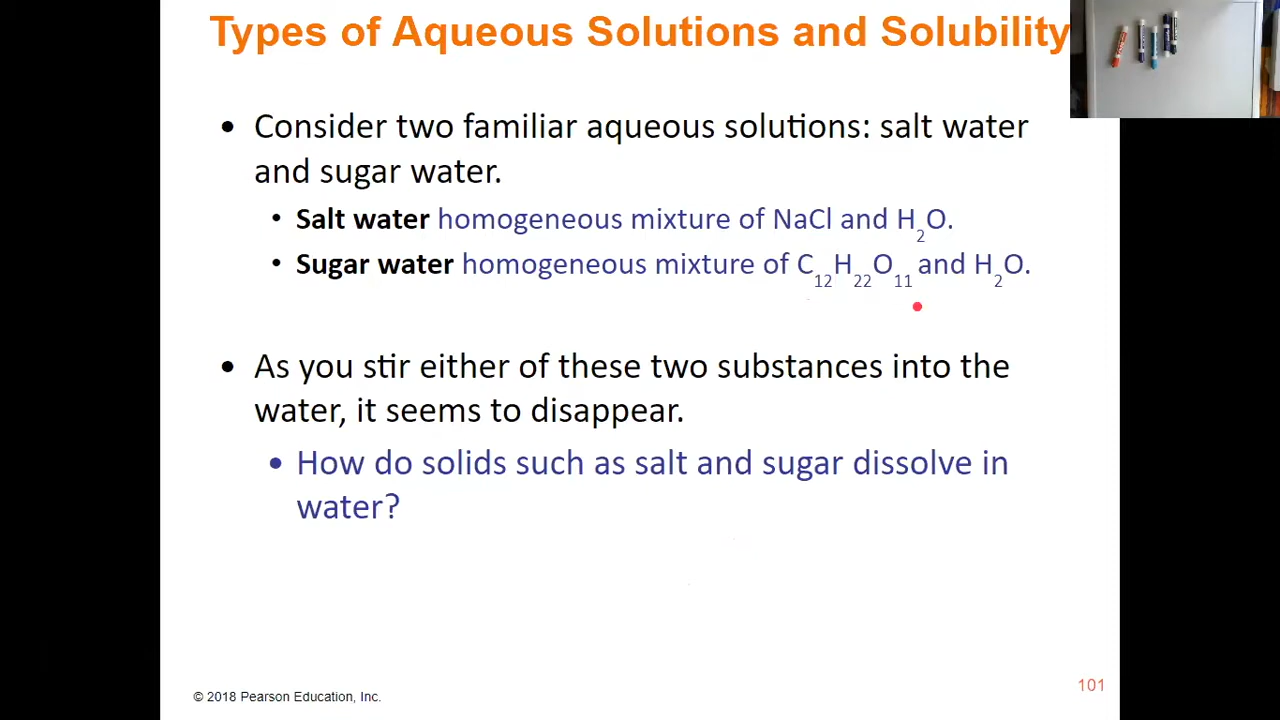 Types of Aqueous Solutions and Solubility
• Consider two familiar aqueous solutions: salt water
and sugar water.
• Salt water homogeneous mixture of NaCl and H₂O.
• Sugar water homogeneous mixture of C₁₂H₂₂O₁₁ and H₂O.
• As you stir either of these two substances into the
water, it seems to disappear.
• How do solids such as salt and sugar dissolve in
water?
© 2018 Pearson Education, Inc.
101